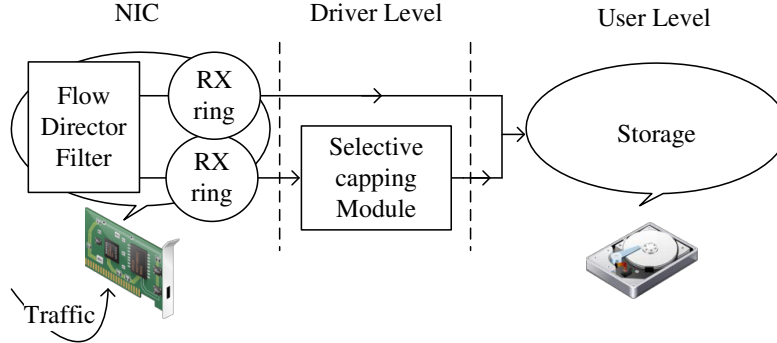 NIC
Driver Level
User Level
Flow
Director
Filter
RX
ring
RX
ring
Selective
capping
Module
Storage
Traffic